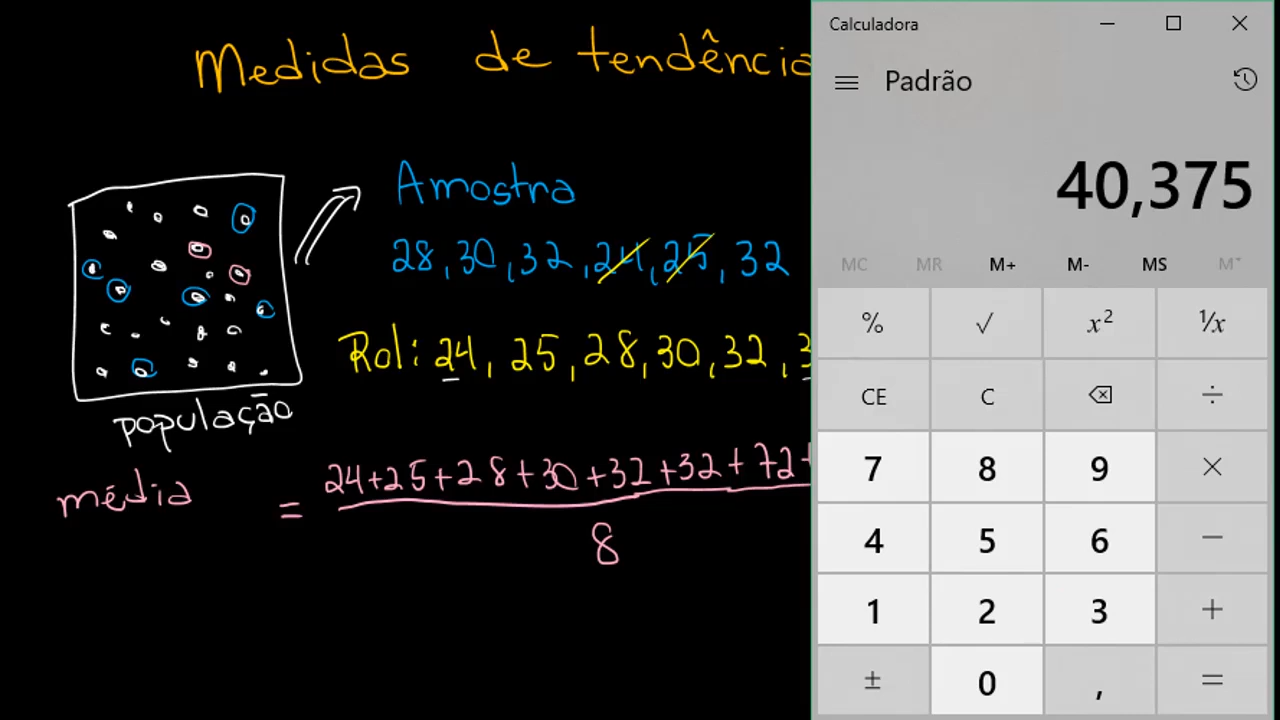 Medidas de tendência
Amostra
28, 30, 32, 24, 25, 32
Rol: 24, 25, 28, 30, 32, 3
população
média = 24+25+28+30+32+32+72+
8
Calculadora
Padrão
40,375
MC MR M+ M- MS M˅
% √ x² ¹/x
CE C ⌫ ÷
7 8 9 ×
4 5 6 −
1 2 3 +
± 0 , =